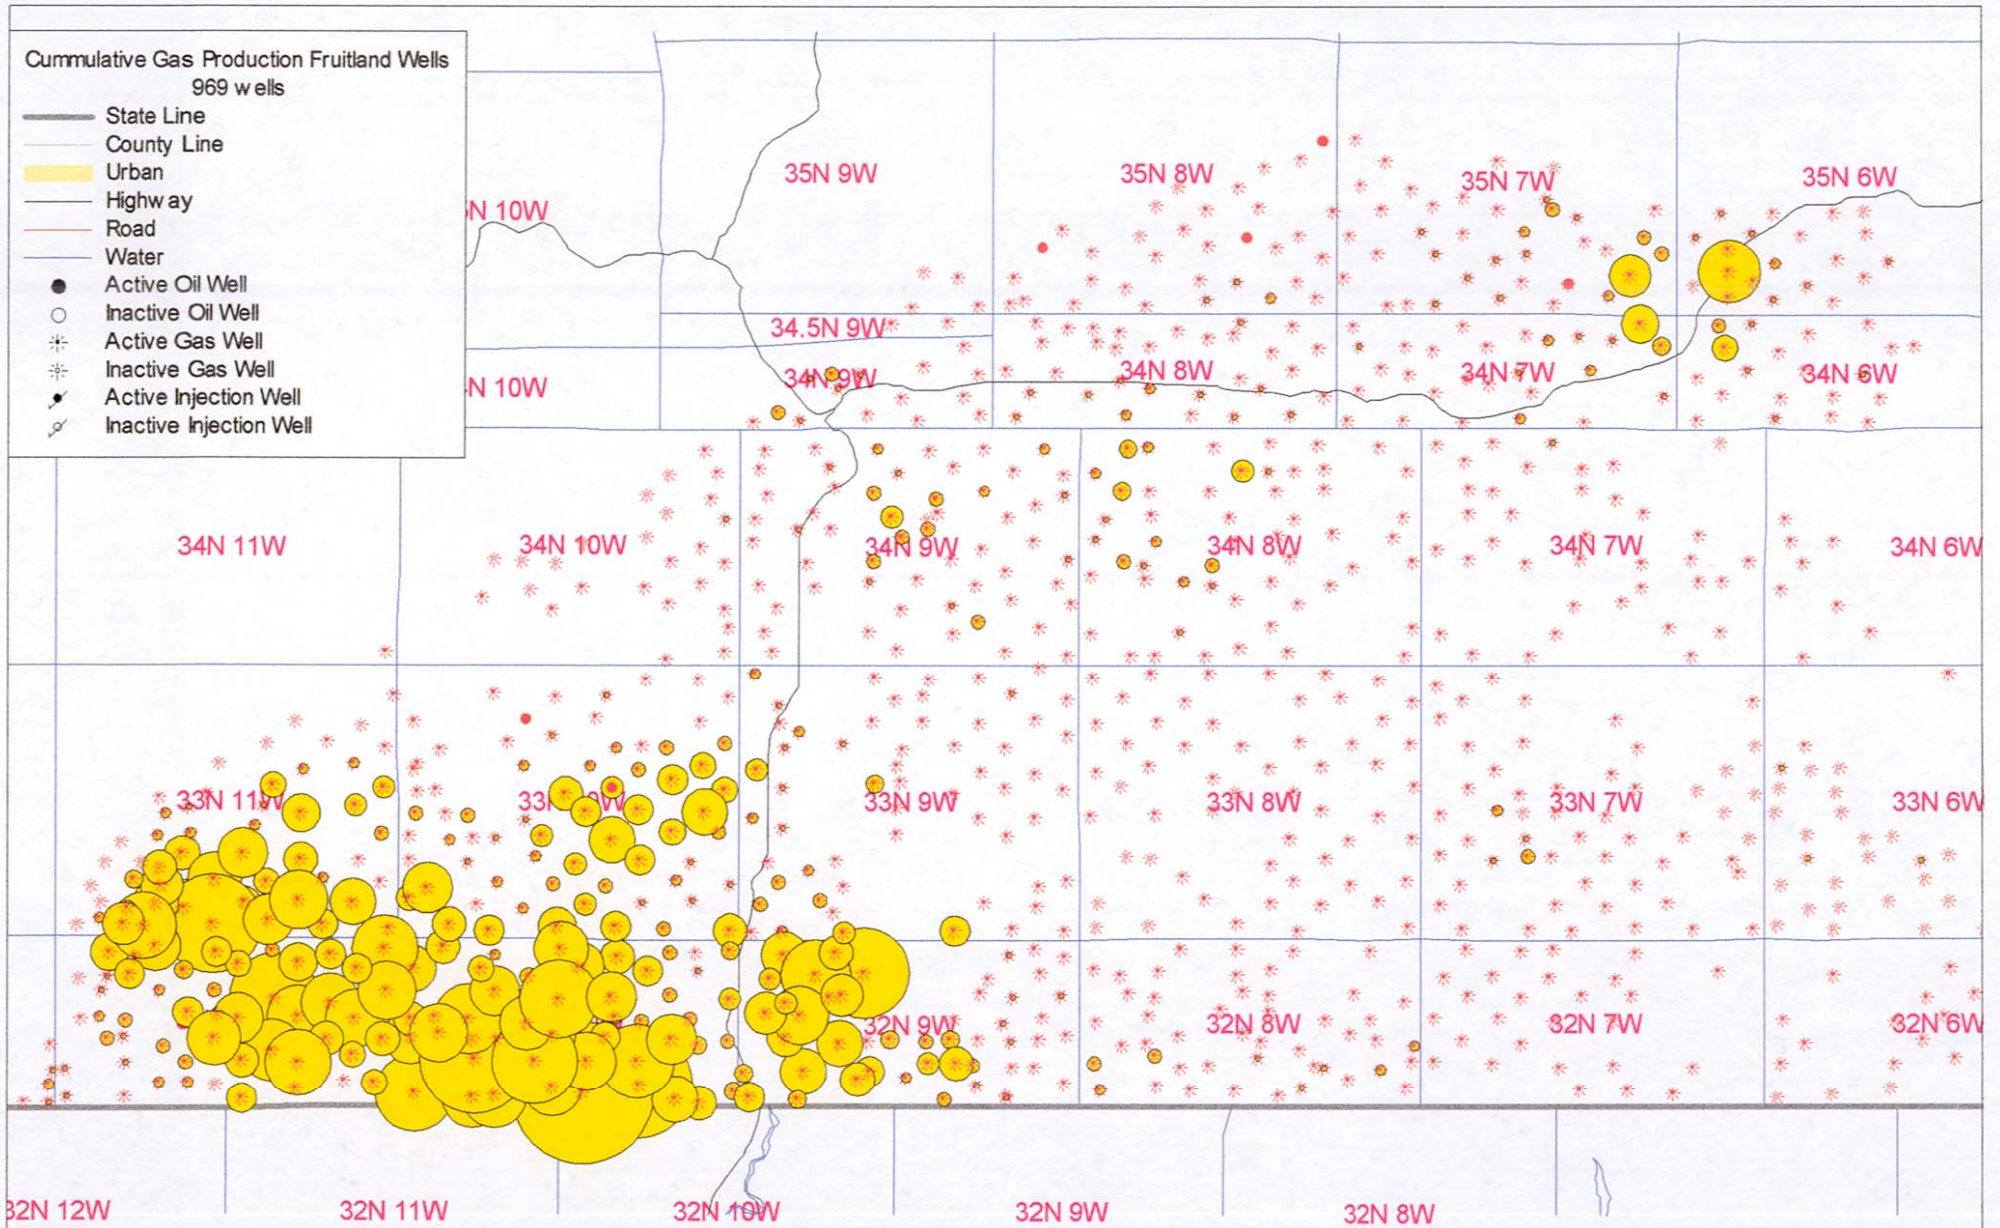 Cummulative Gas Production Fruitland Wells
969 wells
State Line
County Line
Urban
Highway
Road
Water
Active Oil Well
Inactive Oil Well
Active Gas Well
Inactive Gas Well
Active Injection Well
Inactive Injection Well
35N 9W
35N 8W
35N 7W
35N 6W
N 10W
34.5N 9W
34N 9W
34N 8W
34N 7W
34N 6W
N 10W
34N 11W
34N 10W
34N 9W
34N 8W
34N 7W
34N 6W
33N 11W
33N 9W
33N 8W
33N 7W
33N 6W
32N 9W
32N 8W
32N 7W
32N 6W
32N 12W
32N 11W
32N 10W
32N 9W
32N 8W